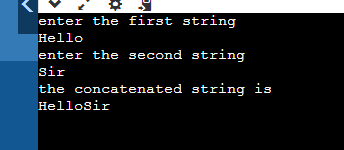 enter the first string
Hello
enter the second string
Sir
the concatenated string is
HelloSir